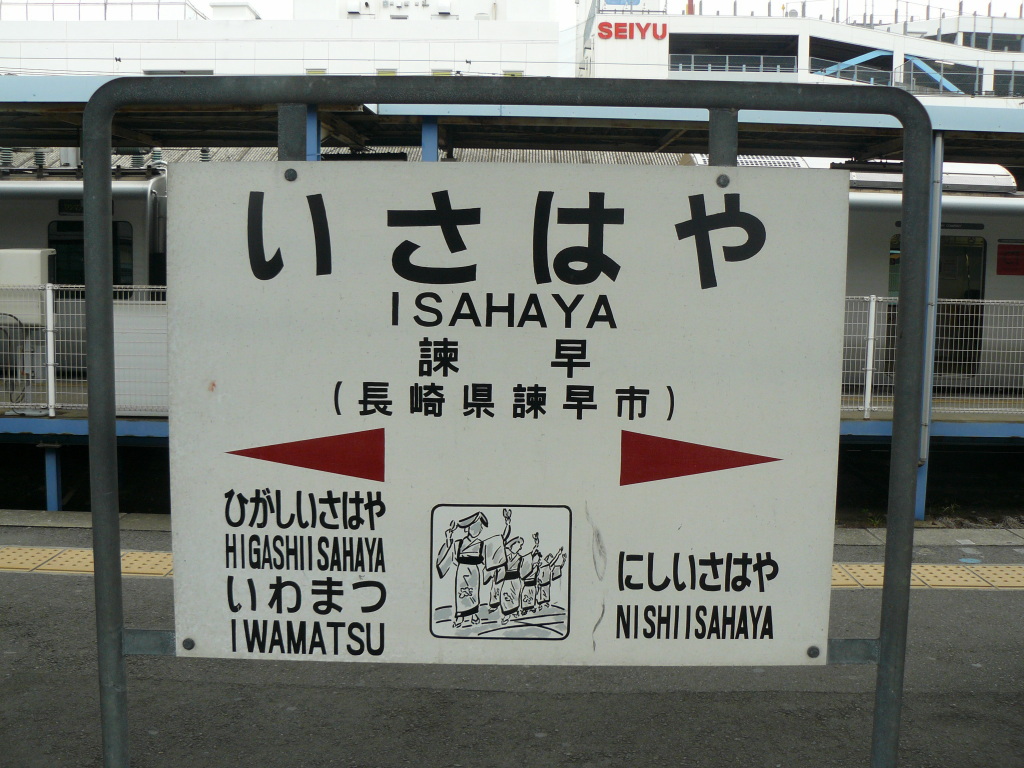 SEIYU
いさはや
ISAHAYA
諫 早
(長崎県諫早市)
ひがしいさはや
HIGASHIISAHAYA
いわまつ
IWAMATSU
にしいさはや
NISHIISAHAYA